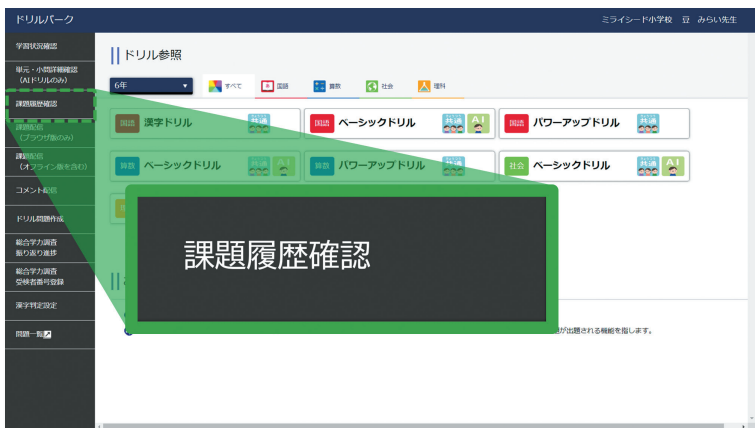 ドリルパーク
ミライシード小学校 豆 みらい先生
学習状況確認
単元・小問詳細確認
（AIドリルのみ）
課題履歴確認
課題配信
（ブラウザ版のみ）
課題配信
（オフライン版を含む）
コメント配信
ドリル問題作成
総合学力調査
振り返り進捗
総合学力調査
受検者番号登録
漢字判定設定
問題一覧
ドリル参照
6年
すべて
国語
算数
社会
理科
国語 漢字ドリル 共通
国語 ベーシックドリル 共通 AI
国語 パワーアップドリル 共通
算数 ベーシックドリル 共通 AI
算数 パワーアップドリル 共通
社会 ベーシックドリル 共通 AI
課題履歴確認
が出題される機能を指します。